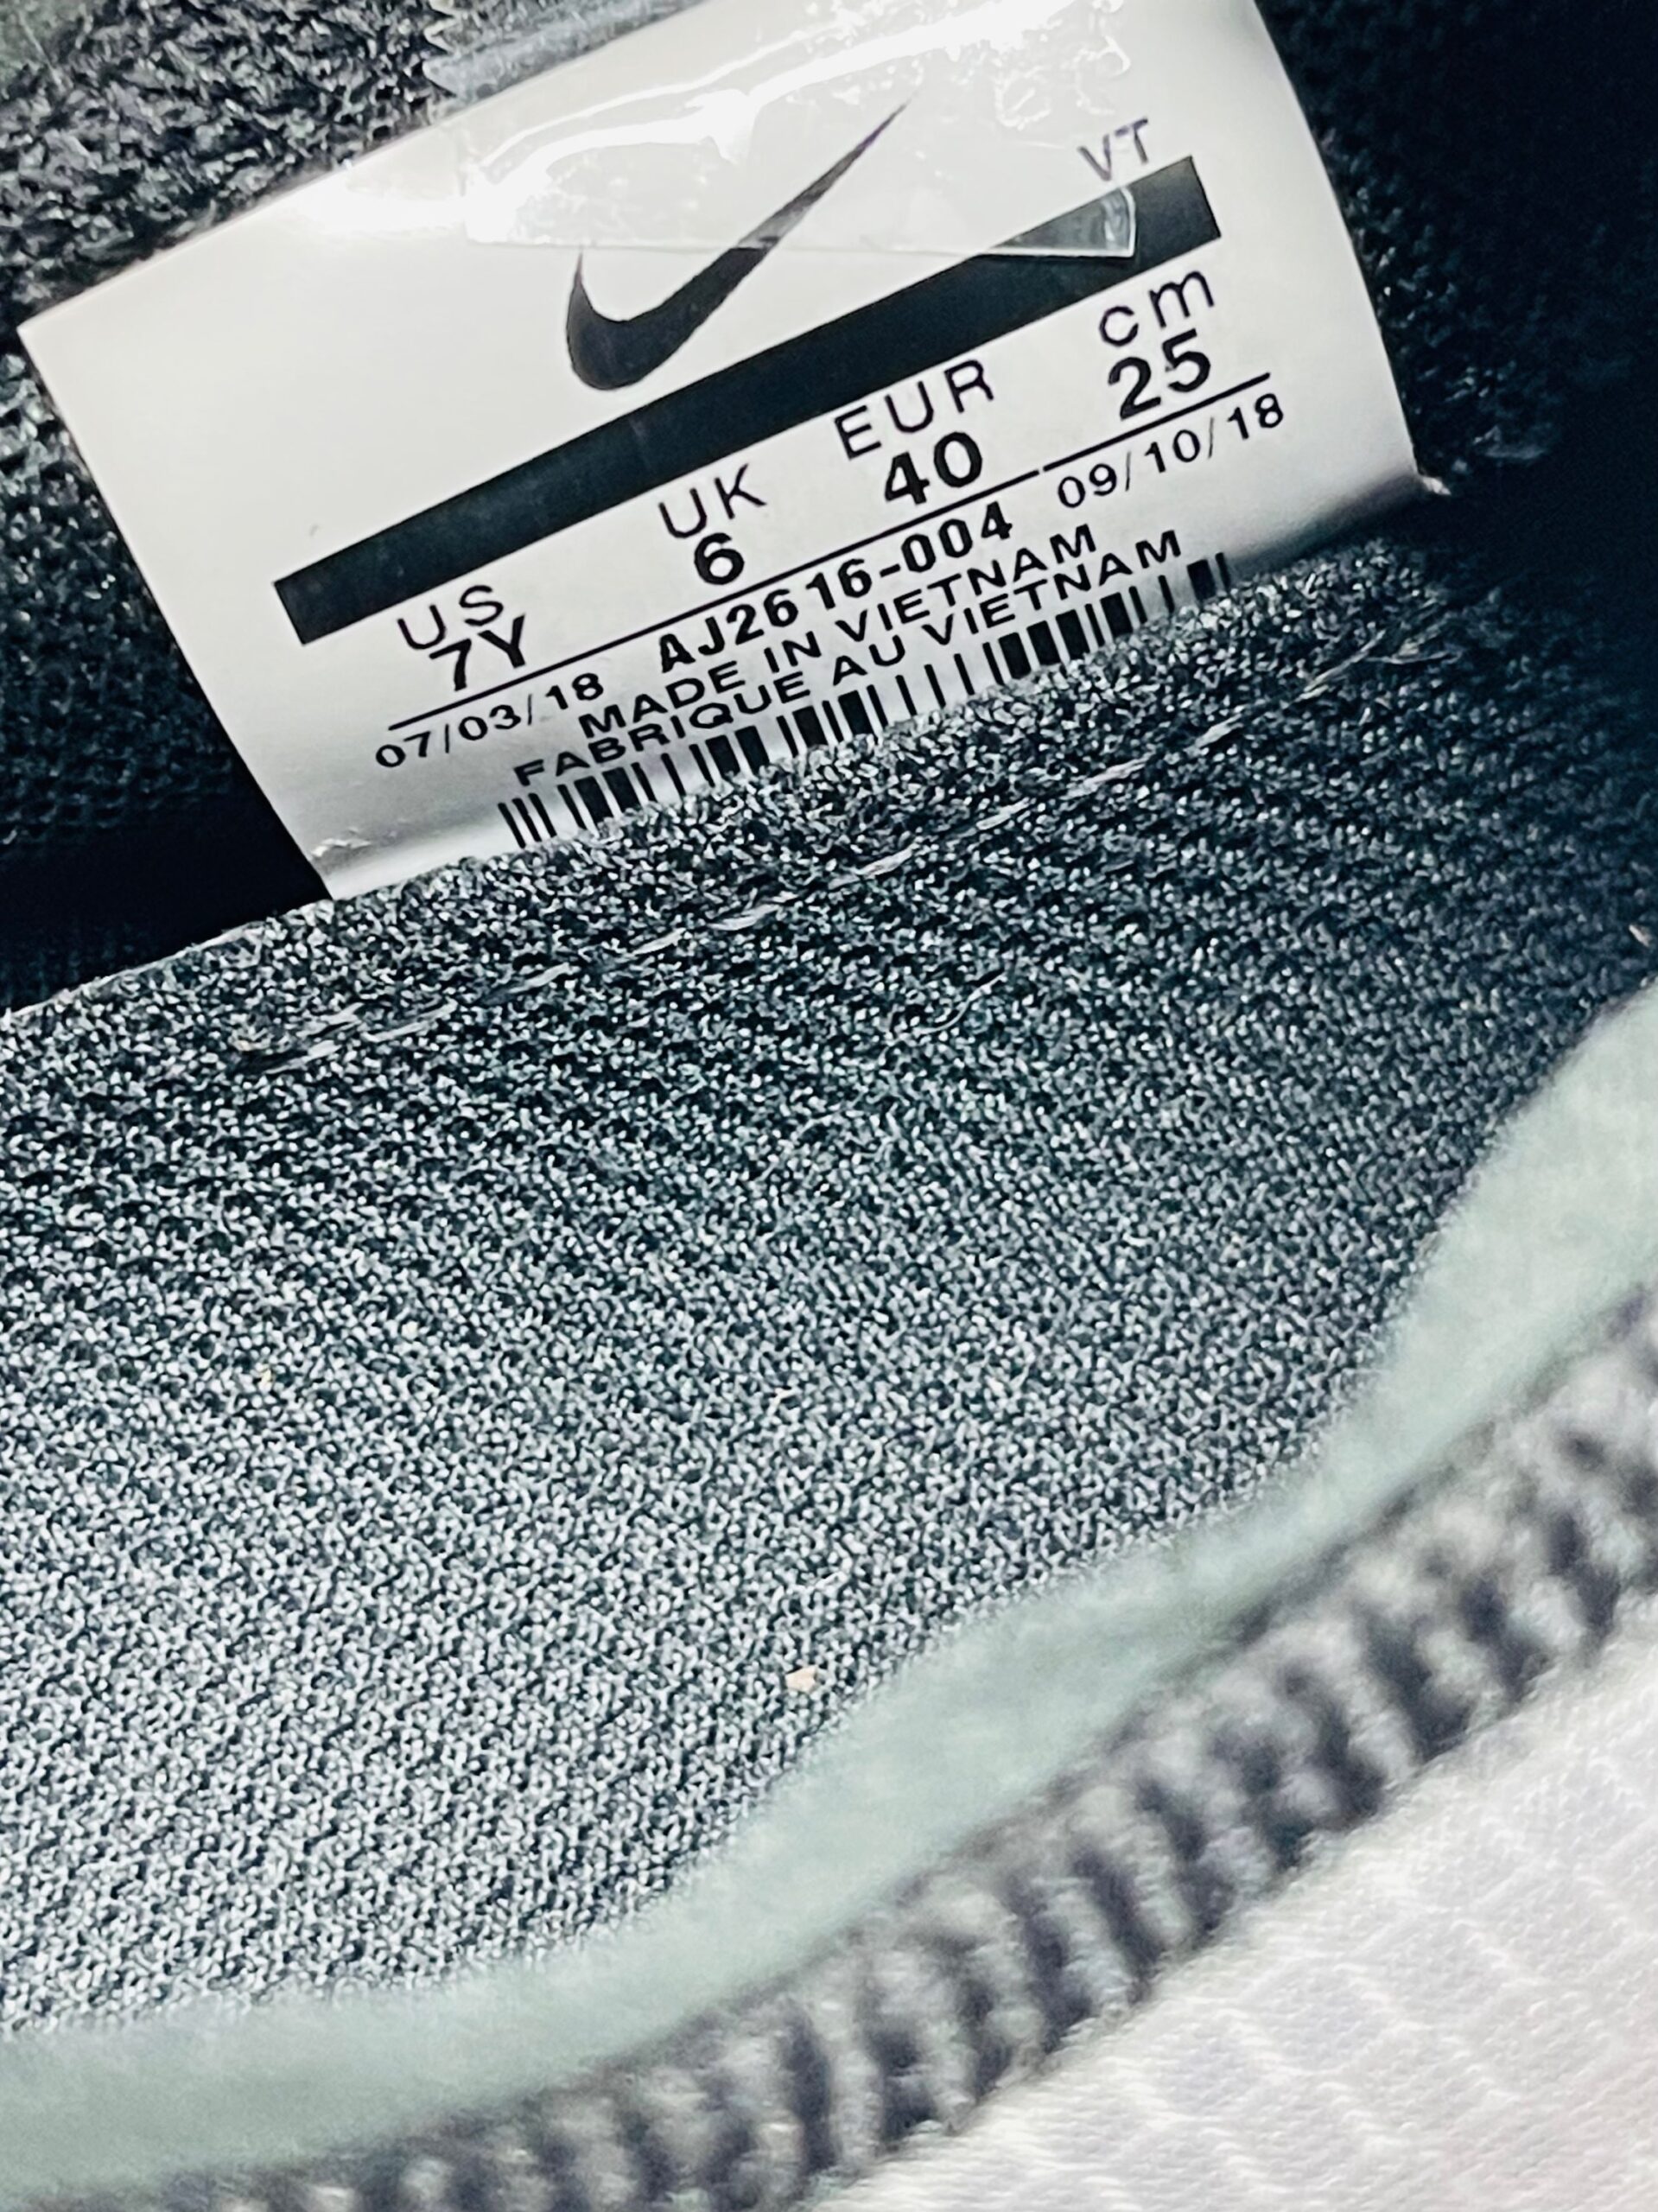 VT
US UK EUR cm
7Y 6 40 25
07/03/18 AJ2616-004 09/10/18
MADE IN VIETNAM
FABRIQUE AU VIETNAM